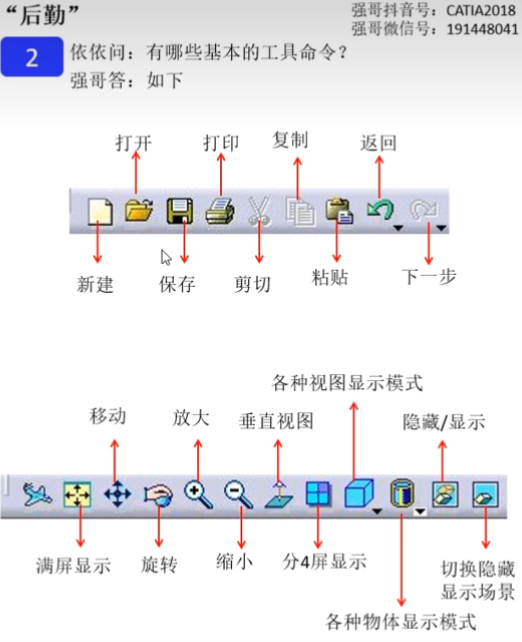 “后勤”
强哥抖音号：CATIA2018
强哥微信号：191448041
2
依依问：有哪些基本的工具命令？
强哥答：如下
打开 打印 复制 返回
新建 保存 剪切 粘贴 下一步
各种视图显示模式
移动 放大 垂直视图 隐藏/显示
满屏显示 旋转 缩小 分4屏显示 切换隐藏
显示场景
各种物体显示模式